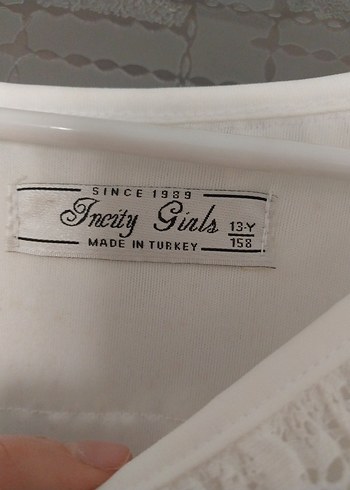 SINCE 1989
Incity Girls
13-Y
158
MADE IN TURKEY